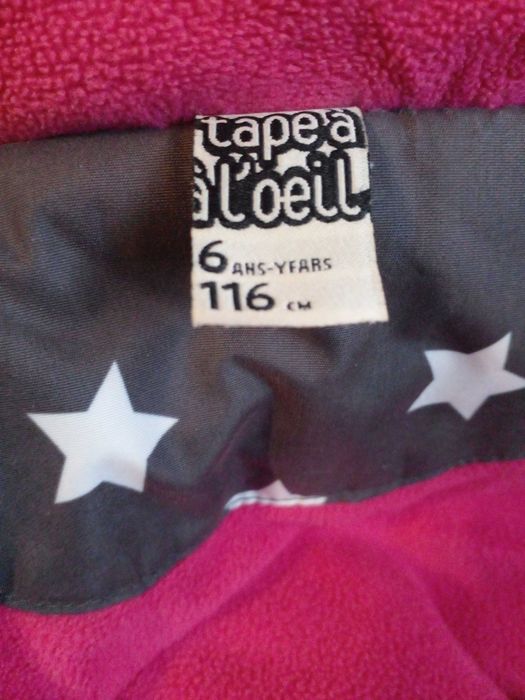 tape à
à l'oeil
6 ANS-YEARS
116 CM